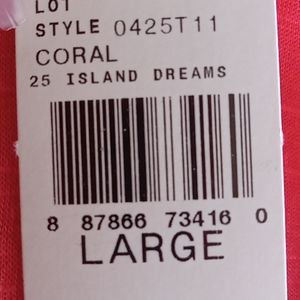 LOT
STYLE 0425T11
CORAL
25 ISLAND DREAMS
8 87866 73416 0
LARGE